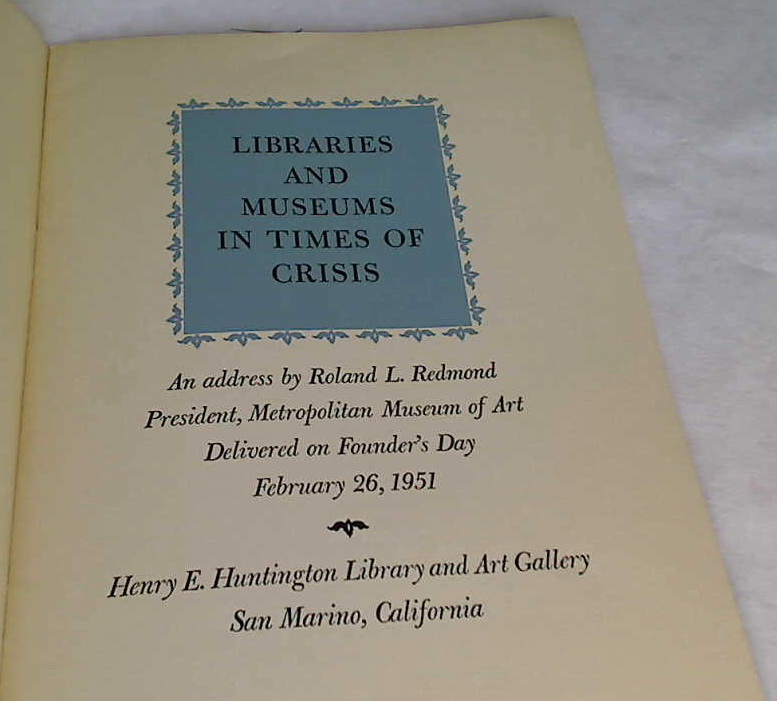 LIBRARIES
AND
MUSEUMS
IN TIMES OF
CRISIS
An address by Roland L. Redmond
President, Metropolitan Museum of Art
Delivered on Founder's Day
February 26, 1951
Henry E. Huntington Library and Art Gallery
San Marino, California